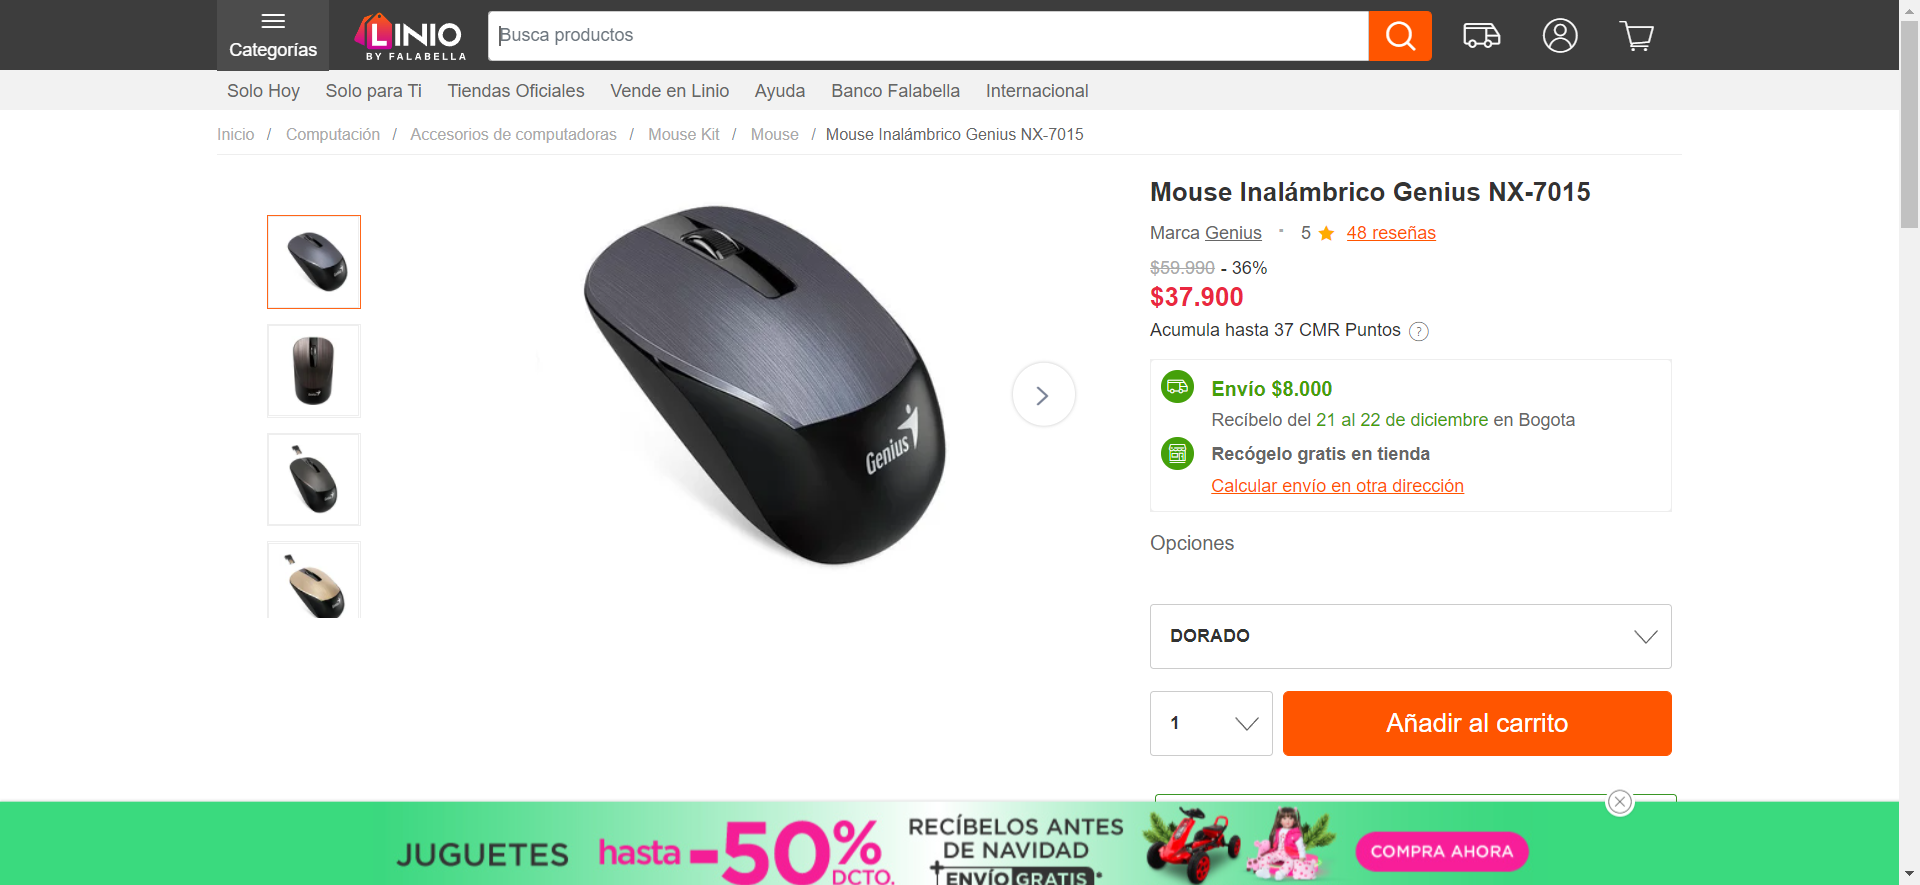 Categorías
LINIO
BY FALABELLA
Busca productos
Solo Hoy
Solo para Ti
Tiendas Oficiales
Vende en Linio
Ayuda
Banco Falabella
Internacional
Inicio / Computación / Accesorios de computadoras / Mouse Kit / Mouse / Mouse Inalámbrico Genius NX-7015
Genius
Mouse Inalámbrico Genius NX-7015
Marca Genius 5 48 reseñas
$59.990 - 36%
$37.900
Acumula hasta 37 CMR Puntos ?
Envío $8.000
Recíbelo del 21 al 22 de diciembre en Bogota
Recógelo gratis en tienda
Calcular envío en otra dirección
Opciones
DORADO
1
Añadir al carrito
JUGUETES hasta -50% DCTO.
RECÍBELOS ANTES
DE NAVIDAD
+ENVÍO GRATIS*
COMPRA AHORA